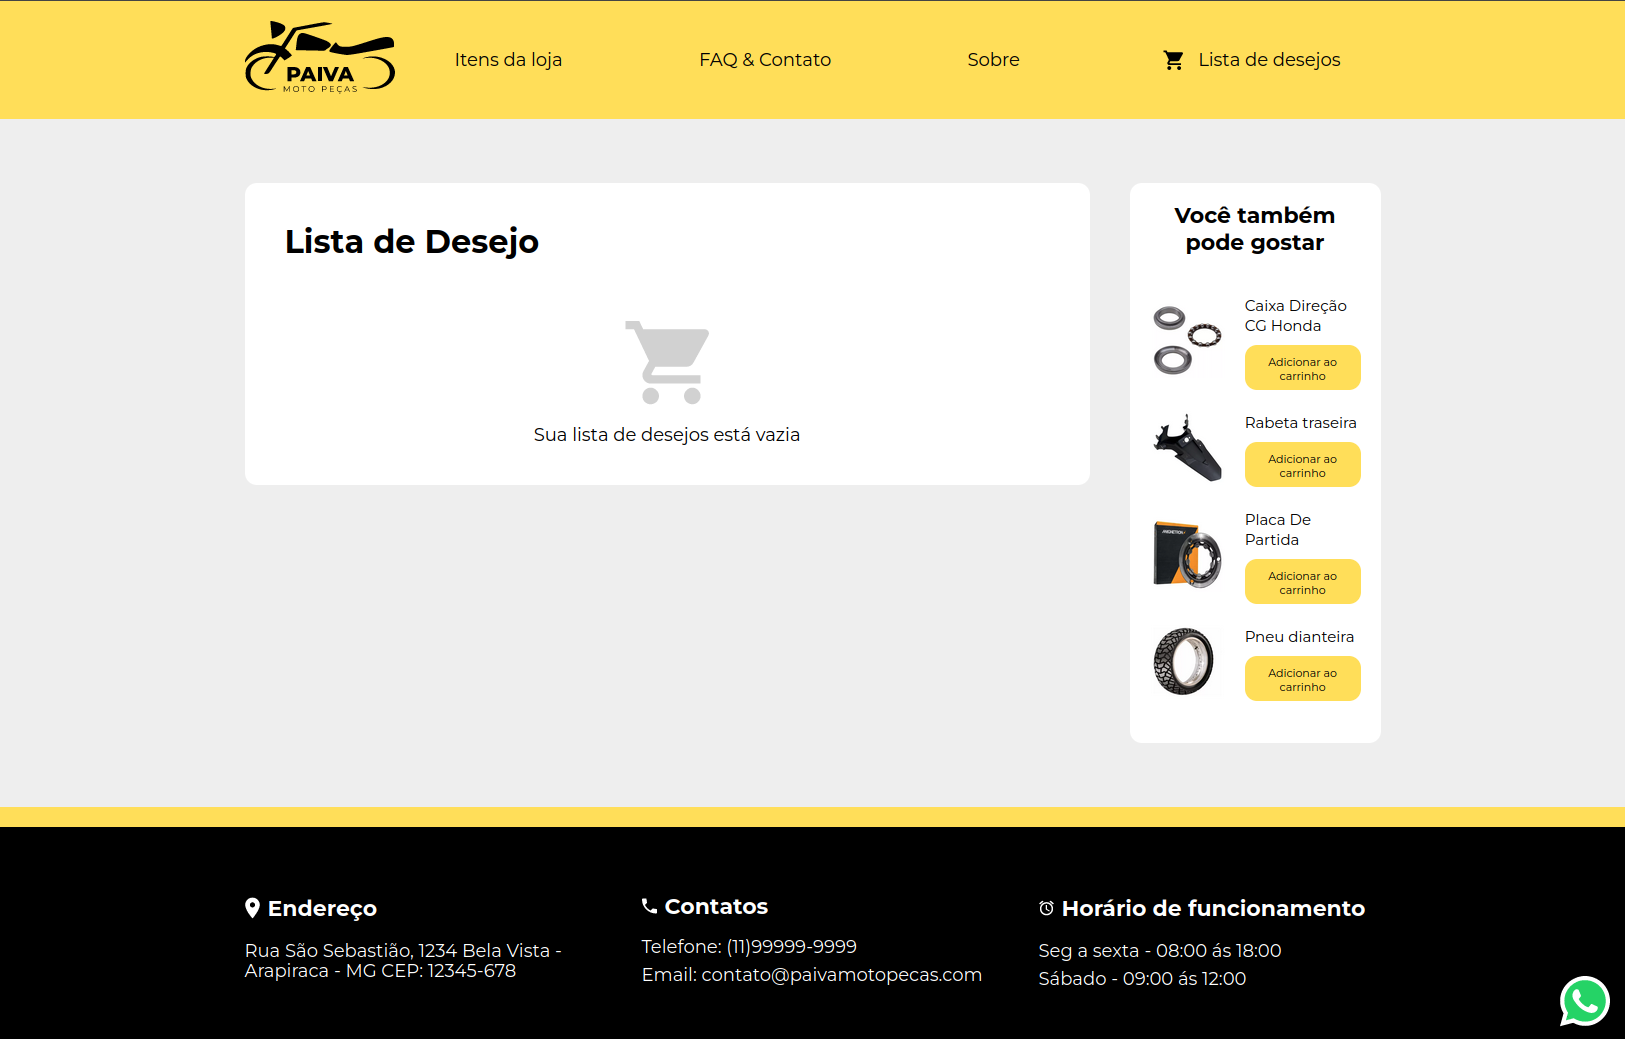 PAIVA
MOTO PEÇAS
Itens da loja
FAQ & Contato
Sobre
Lista de desejos
Lista de Desejo
Sua lista de desejos está vazia
Você também
pode gostar
Caixa Direção
CG Honda
Adicionar ao
carrinho
Rabeta traseira
Adicionar ao
carrinho
Placa De
Partida
Adicionar ao
carrinho
Pneu dianteira
Adicionar ao
carrinho
Endereço
Rua São Sebastião, 1234 Bela Vista -
Arapiraca - MG CEP: 12345-678
Contatos
Telefone: (11)99999-9999
Email: contato@paivamotopecas.com
Horário de funcionamento
Seg a sexta - 08:00 ás 18:00
Sábado - 09:00 ás 12:00